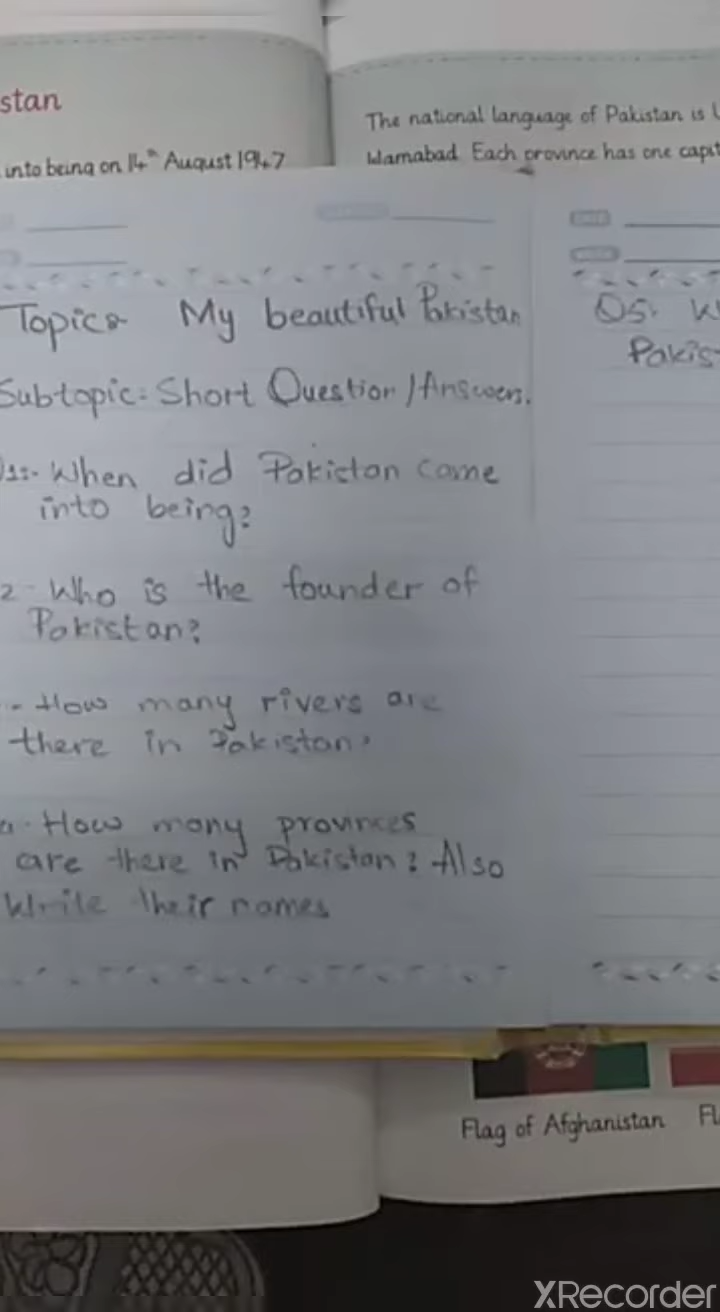 stan
into being on 14th August 1947
The national language of Pakistan is
Islamabad. Each province has one capit
Topic:- My beautiful Pakistan
Subtopic:- Short Question/Answers.
Q1:- When did Pakistan came
into being?
2- Who is the founder of
Pakistan?
- How many rivers are
there in Pakistan?
4. How many provinces
are there in Pakistan? Also
Write their names
Q5.
Pakis
Flag of Afghanistan
Fl
XRecorder